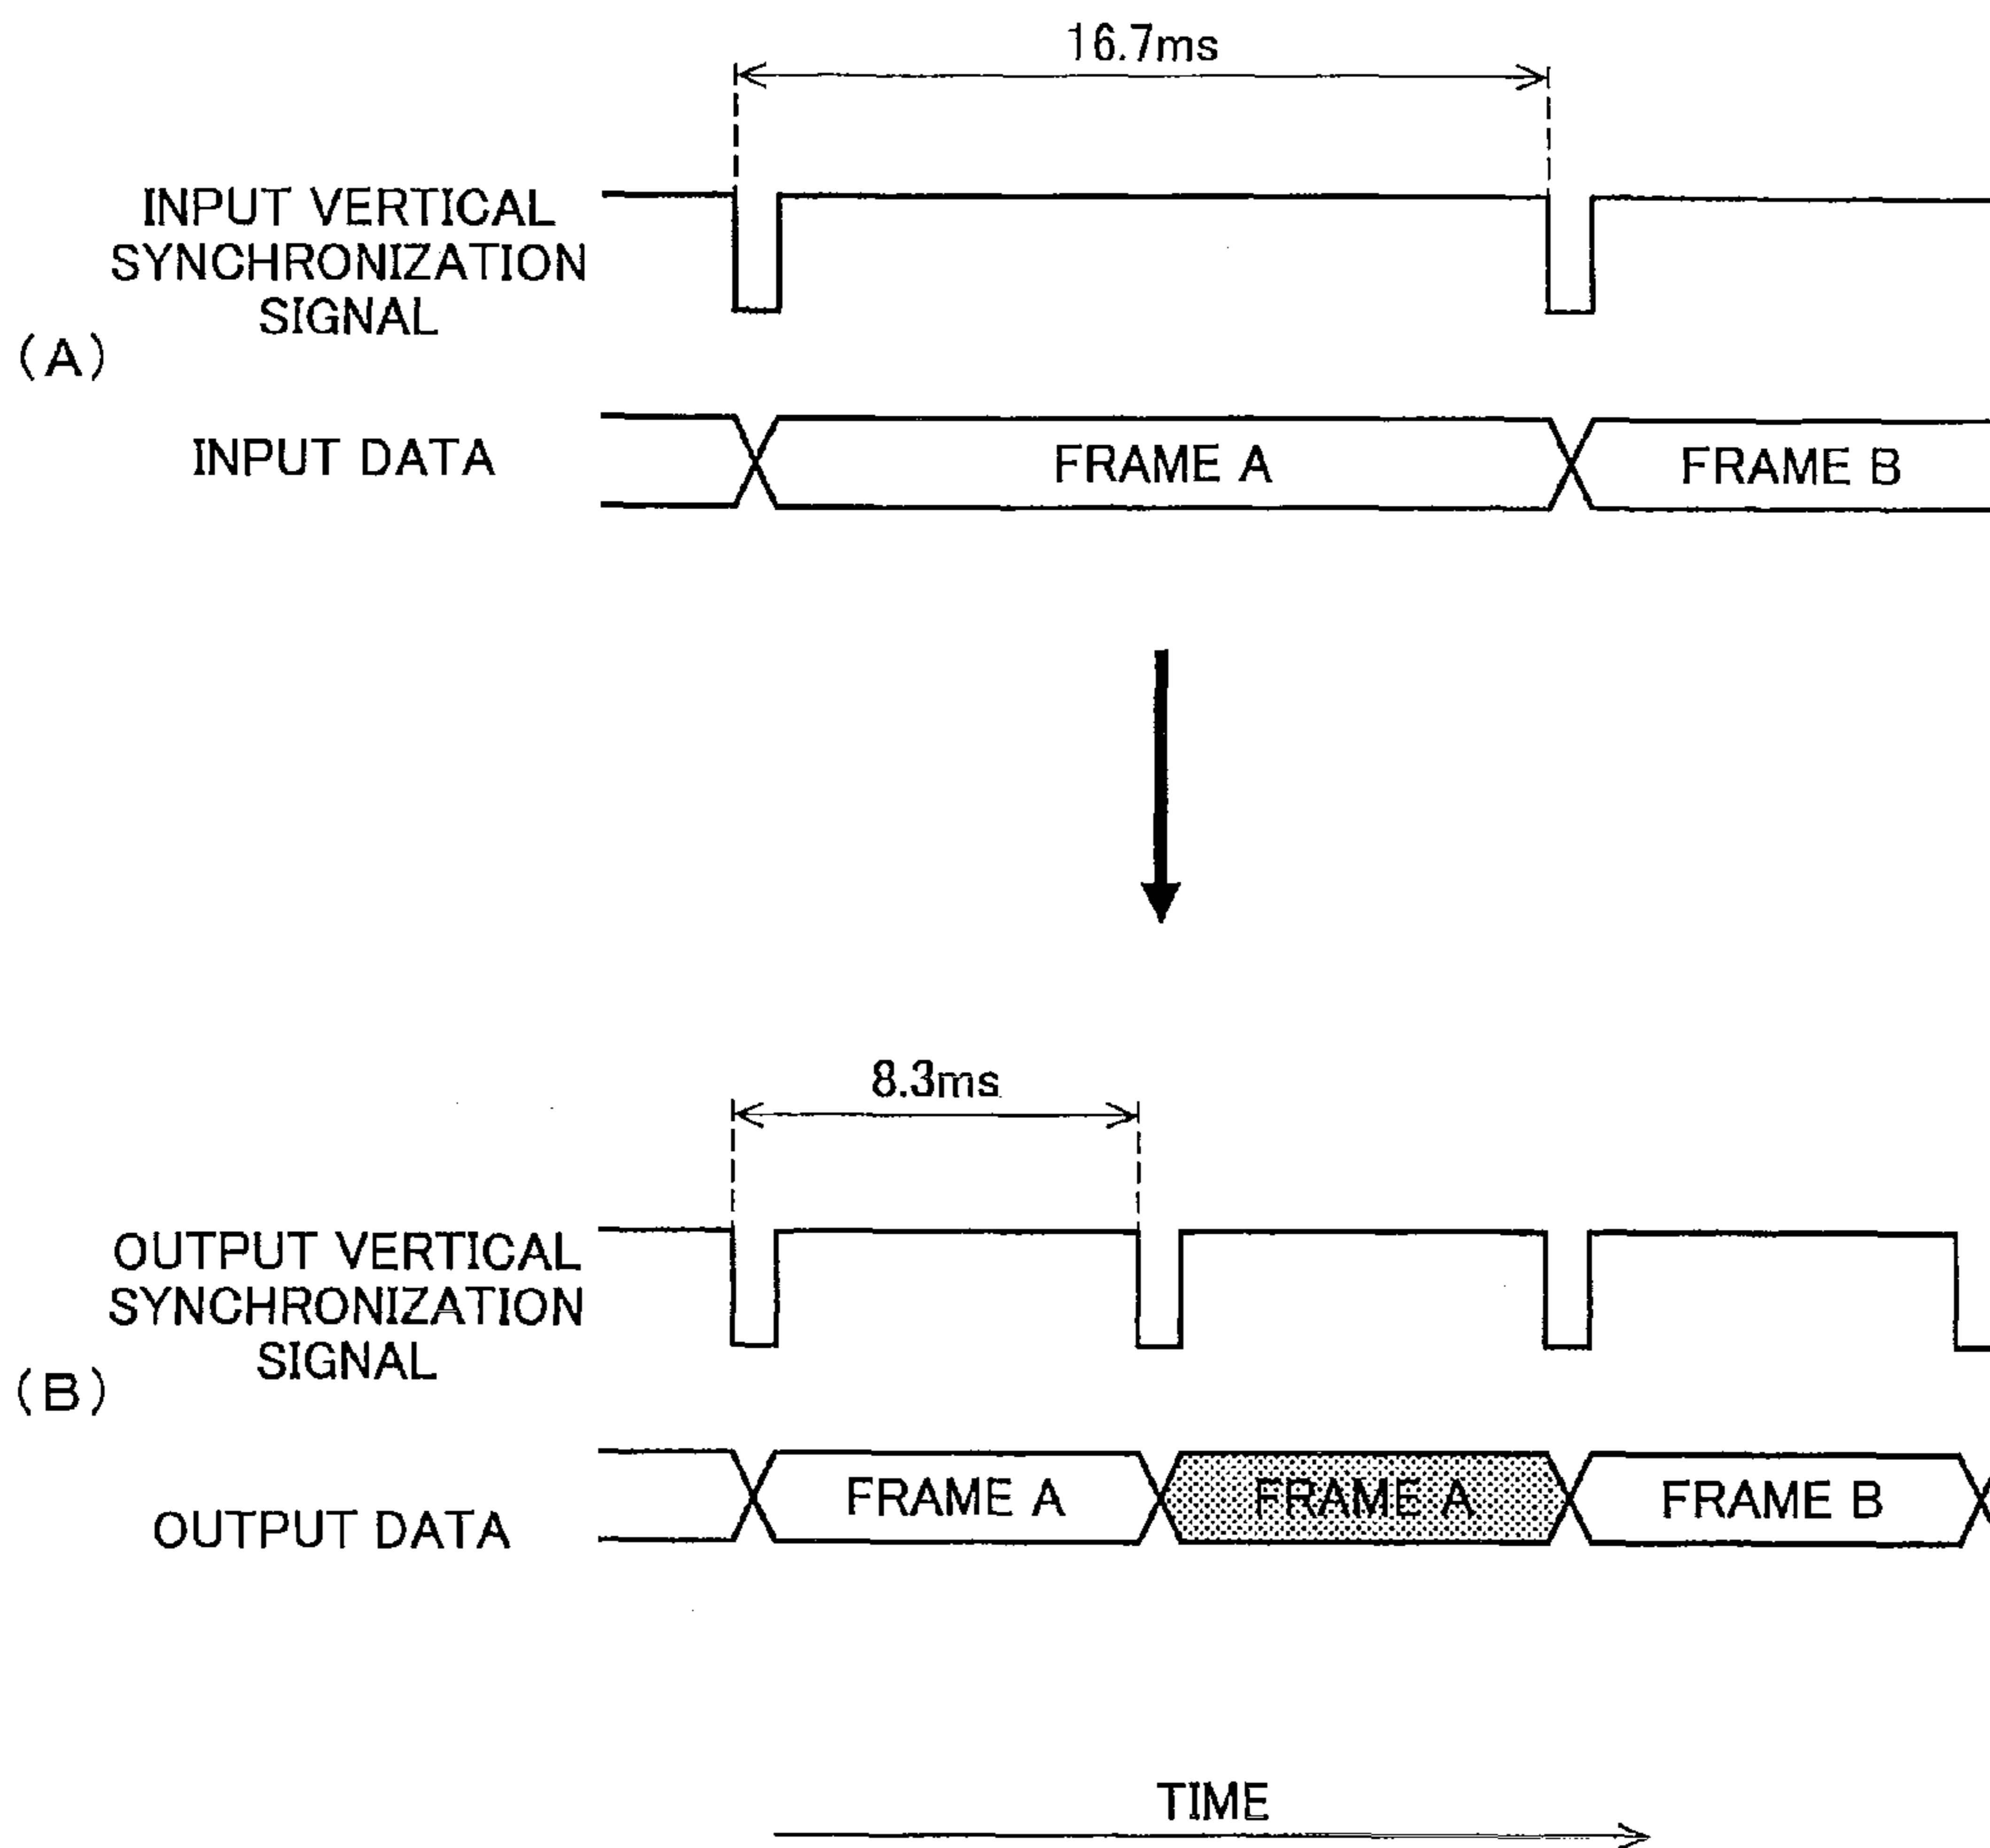 16.7ms
INPUT VERTICAL
SYNCHRONIZATION
SIGNAL
(A)
INPUT DATA
FRAME A
FRAME B
8.3ms
OUTPUT VERTICAL
SYNCHRONIZATION
SIGNAL
(B)
OUTPUT DATA
FRAME A
FRAME A
FRAME B
TIME